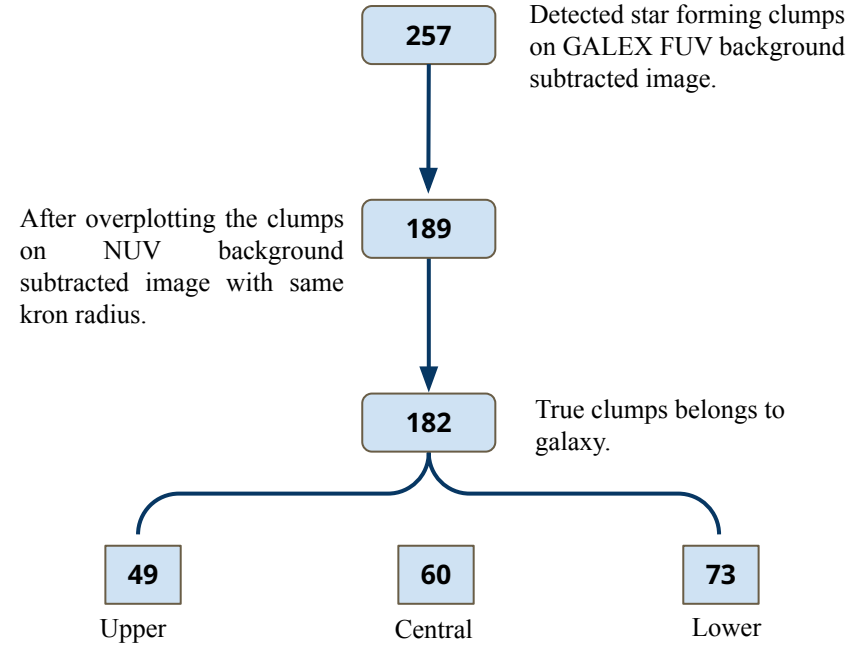 257
Detected star forming clumps
on GALEX FUV background
subtracted image.
After overplotting the clumps
on NUV background
subtracted image with same
kron radius.
189
182
True clumps belongs to
galaxy.
49
60
73
Upper
Central
Lower